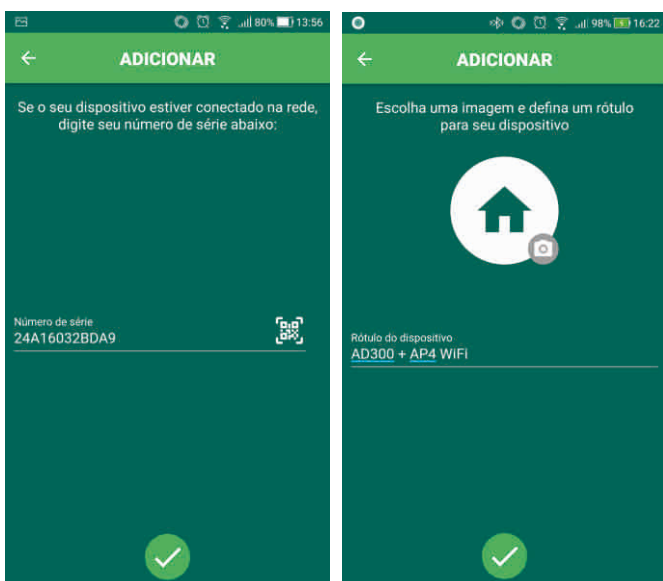 80% 13:56
ADICIONAR
Se o seu dispositivo estiver conectado na rede,
digite seu número de série abaixo:
Número de série
24A16032BDA9
98% 16:22
ADICIONAR
Escolha uma imagem e defina um rótulo
para seu dispositivo
Rótulo do dispositivo
AD300 + AP4 WiFi